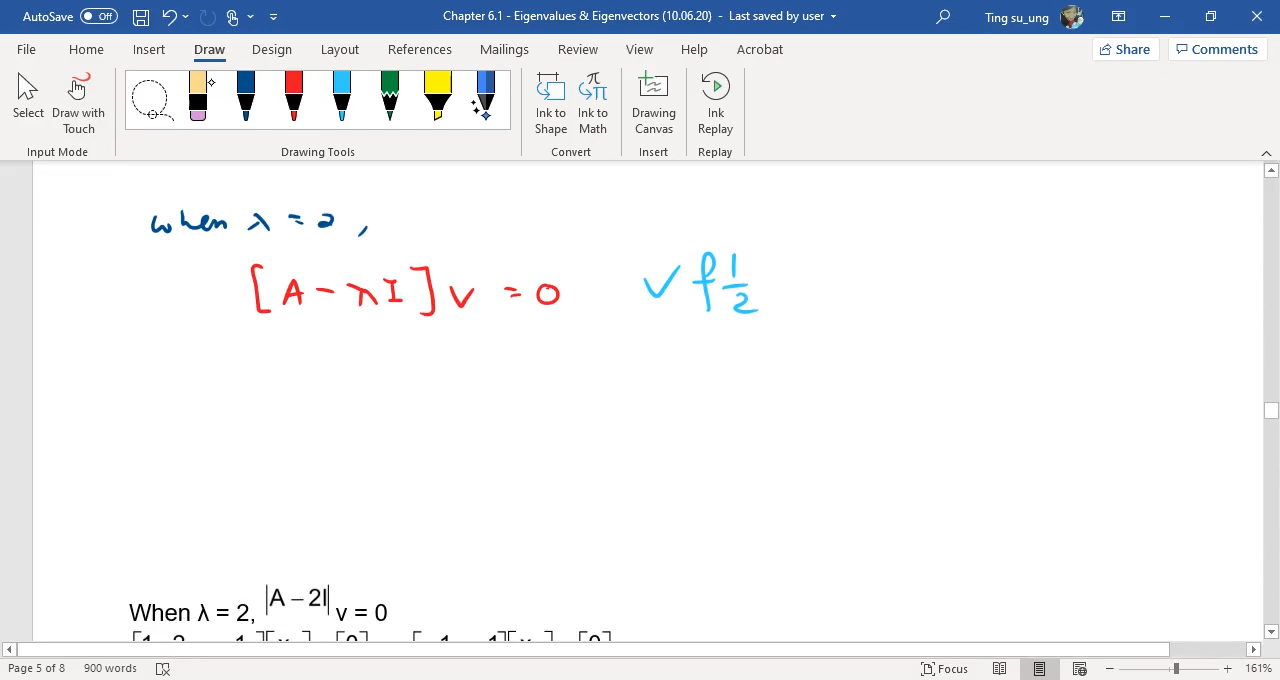 AutoSave Off Chapter 6.1 - Eigenvalues & Eigenvectors (10.06.20) - Last saved by user Ting su_ung
File Home Insert Draw Design Layout References Mailings Review View Help Acrobat Share Comments
Select Draw with Touch Ink to Shape Ink to Math Drawing Canvas Ink Replay
Input Mode Drawing Tools Convert Insert Replay
when λ = 2,
[A - λI] v = 0 ✓ f 1/2
When λ = 2, |A – 2I| v = 0
Page 5 of 8 900 words Focus 161%